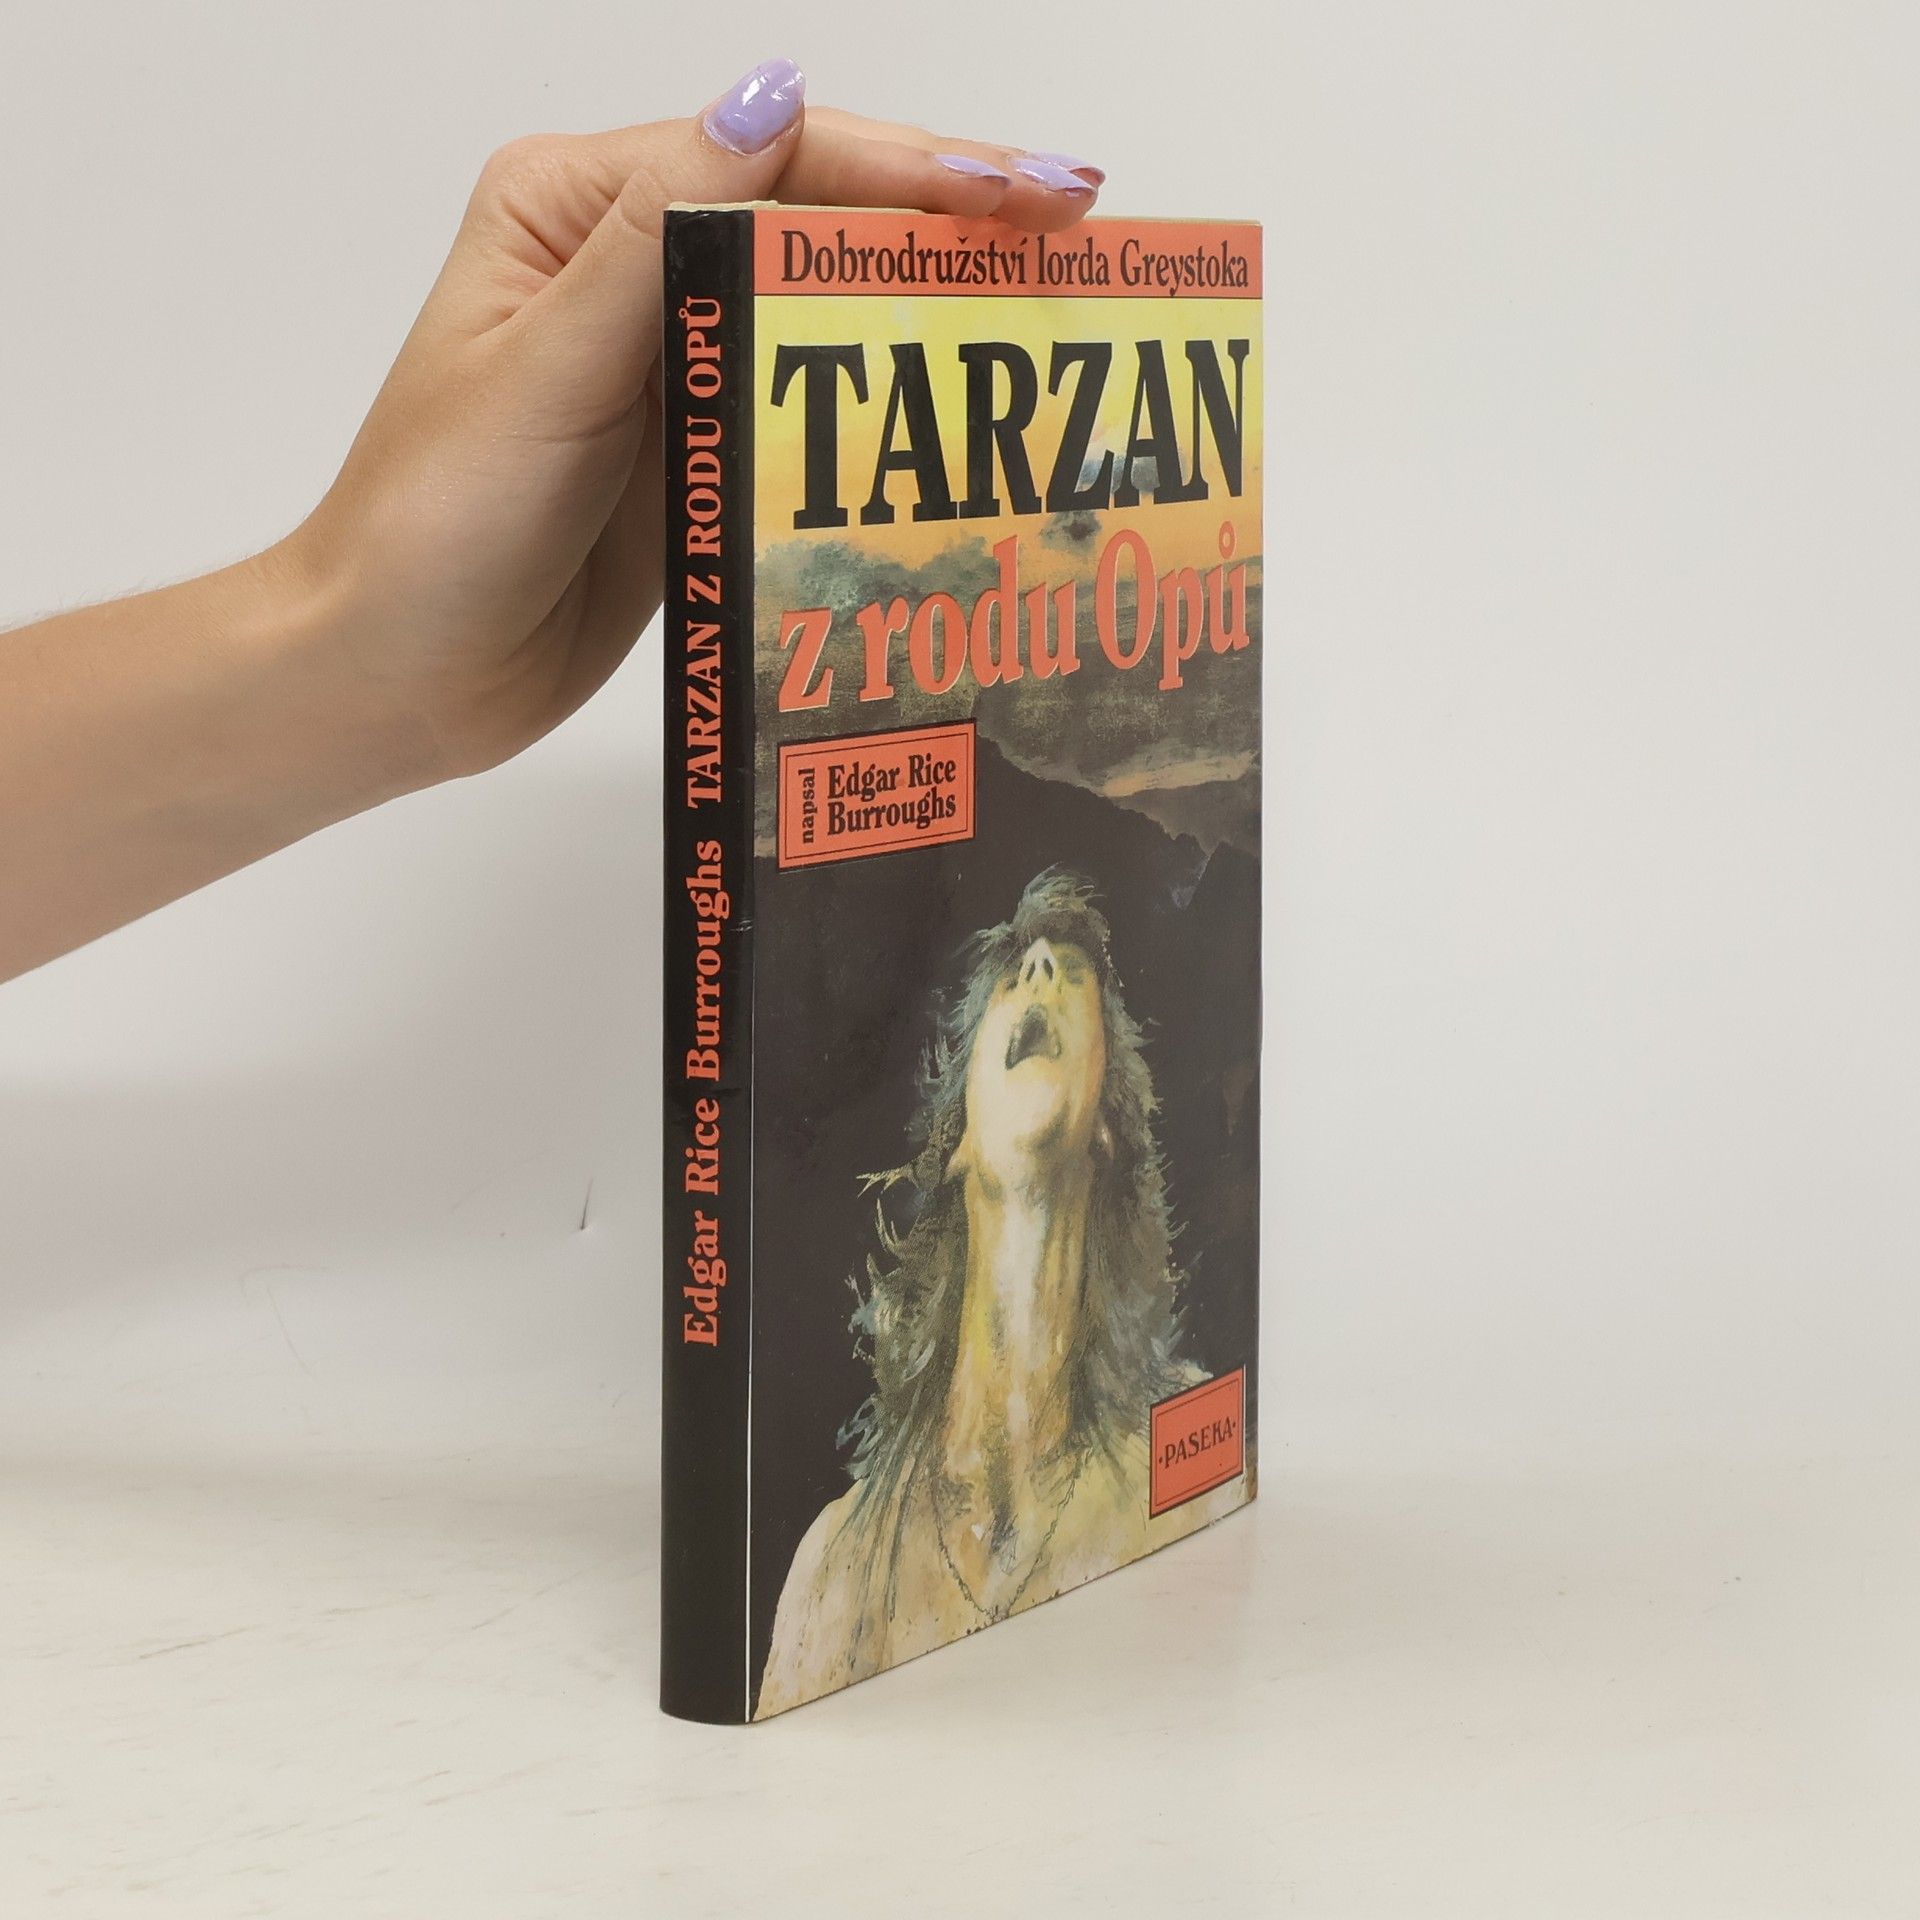 Dobrodružství lorda Greystoka
TARZAN
z rodu Opů
napsal
Edgar Rice
Burroughs
·PASEKA·
Edgar Rice Burroughs TARZAN Z RODU OPŮ